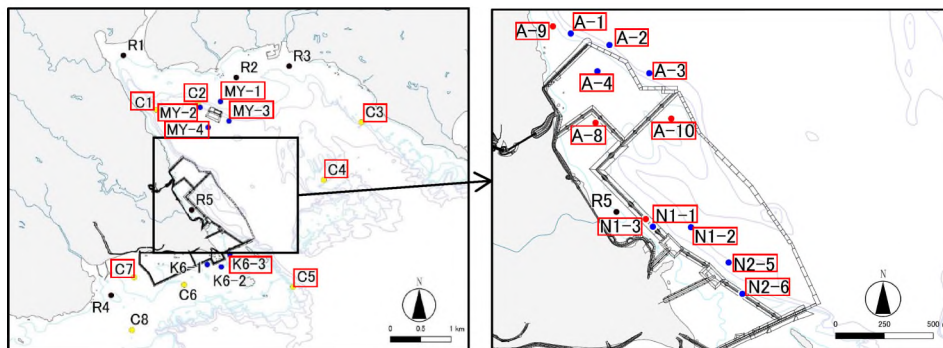 R1
R2
R3
C1
C2
MY-1
MY-2
MY-3
MY-4
C3
C4
R5
K6-1
K6-3
K6-2
C7
C6
C5
R4
C8
N
0 0.5 1 km
A-9
A-1
A-2
A-3
A-4
A-8
A-10
R5
N1-1
N1-3
N1-2
N2-5
N2-6
N
0 250 500